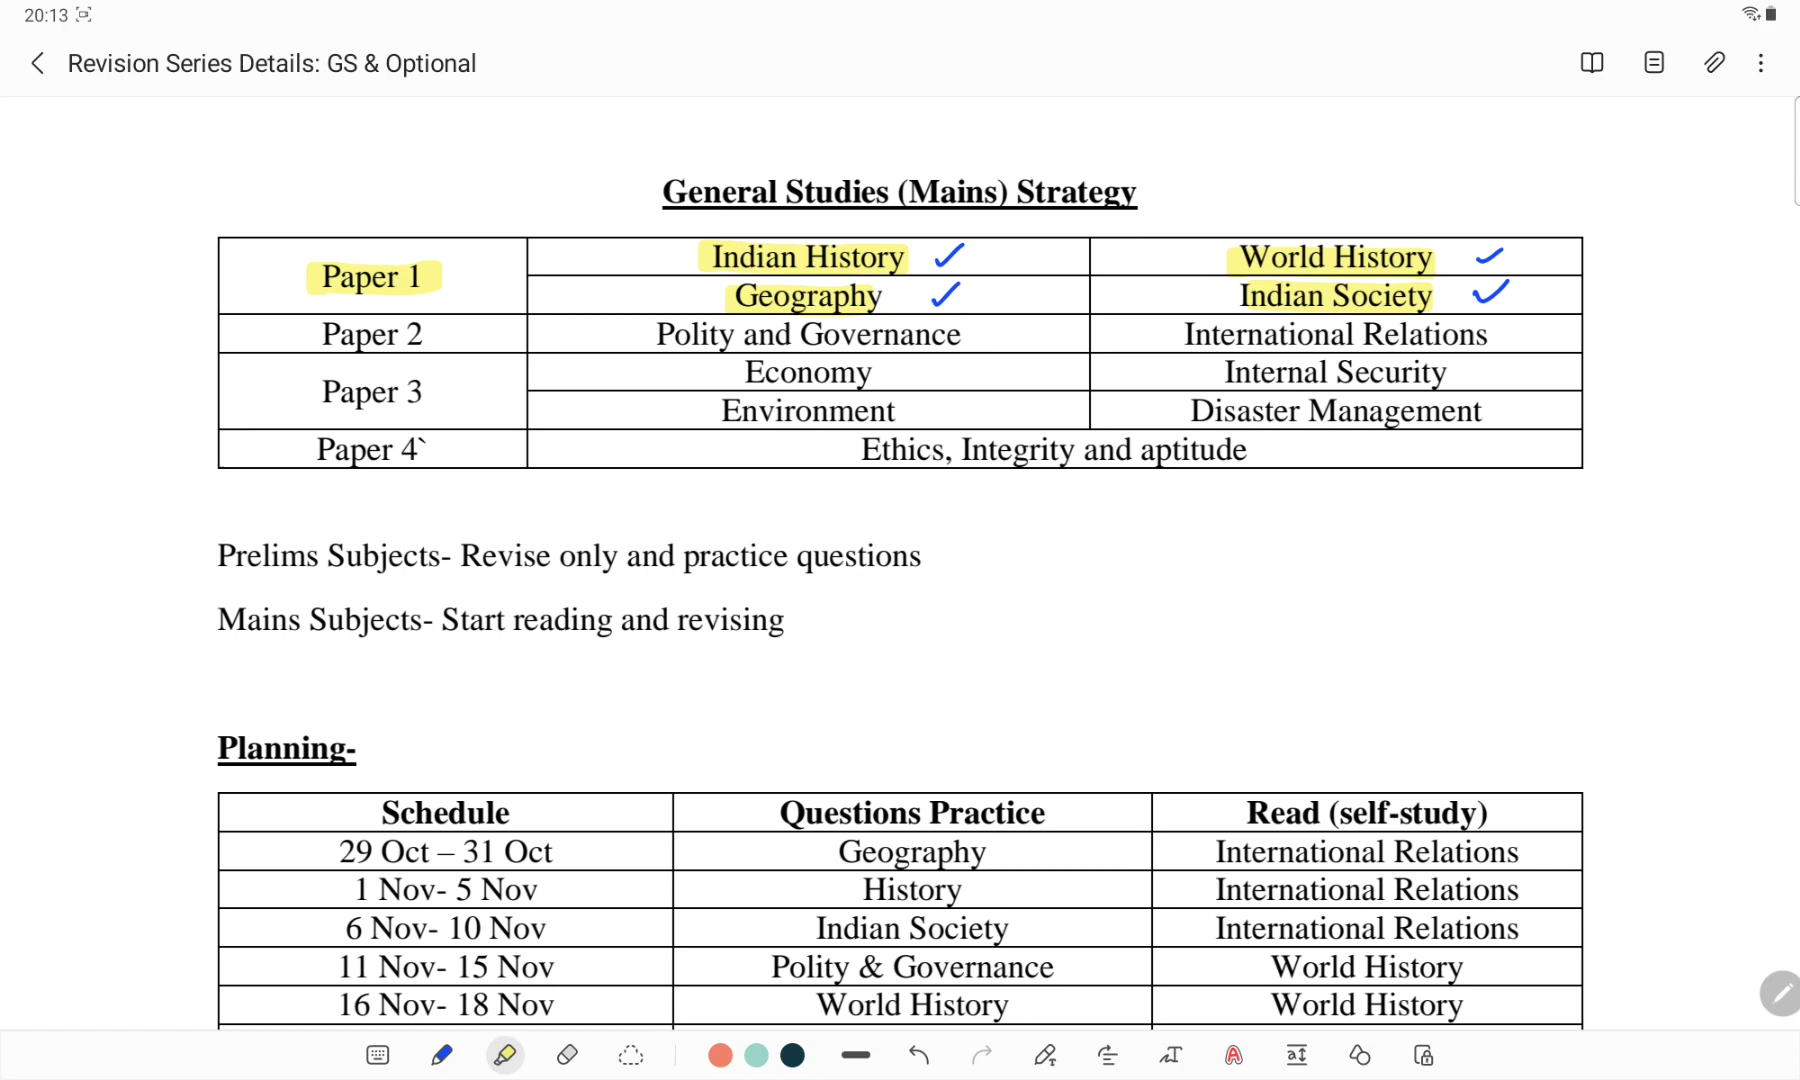 20:13
Revision Series Details: GS & Optional
General Studies (Mains) Strategy
Paper 1
Indian History
World History
Geography
Indian Society
Paper 2
Polity and Governance
International Relations
Paper 3
Economy
Internal Security
Environment
Disaster Management
Paper 4`
Ethics, Integrity and aptitude
Prelims Subjects- Revise only and practice questions
Mains Subjects- Start reading and revising
Planning-
Schedule
Questions Practice
Read (self-study)
29 Oct – 31 Oct
Geography
International Relations
1 Nov- 5 Nov
History
International Relations
6 Nov- 10 Nov
Indian Society
International Relations
11 Nov- 15 Nov
Polity & Governance
World History
16 Nov- 18 Nov
World History
World History